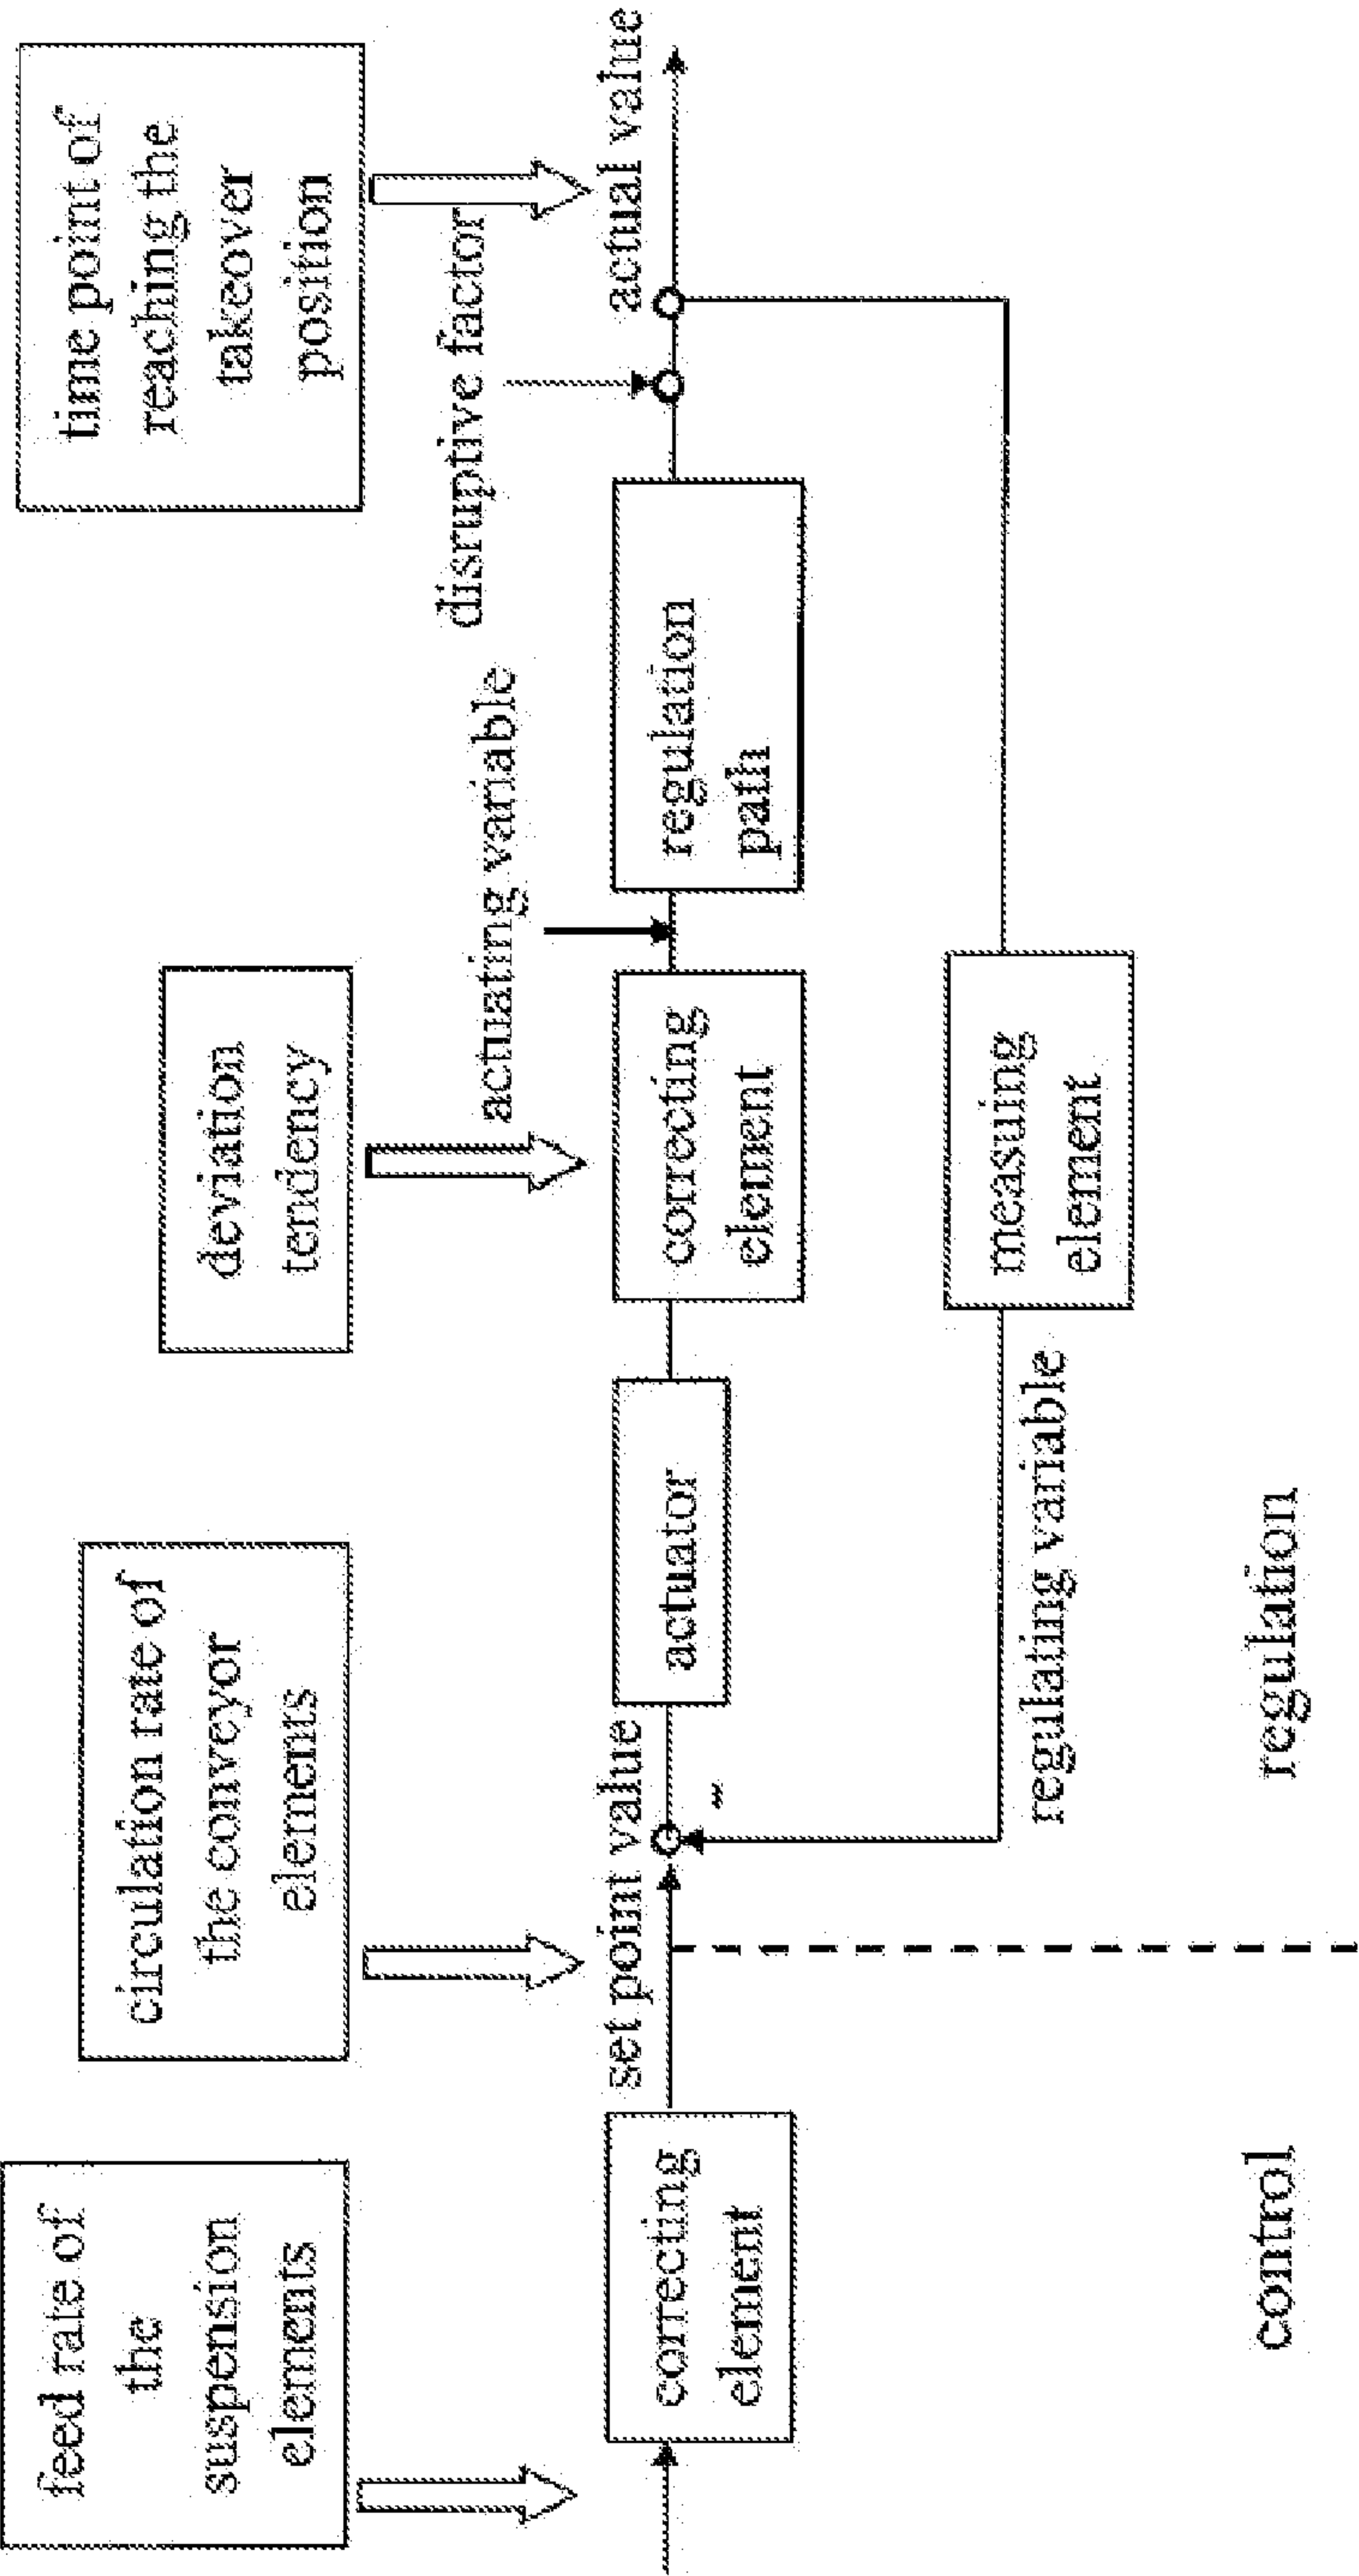 feed rate of
the
suspension
elements
circulation rate of
the conveyor
elements
deviation
tendency
time point of
reaching the
takeover
position
correcting
element
set point value
~
actuator
correcting
element
actuating variable
regulation
path
disruptive factor
actual value
measuing
element
regulating variable
control
regulation